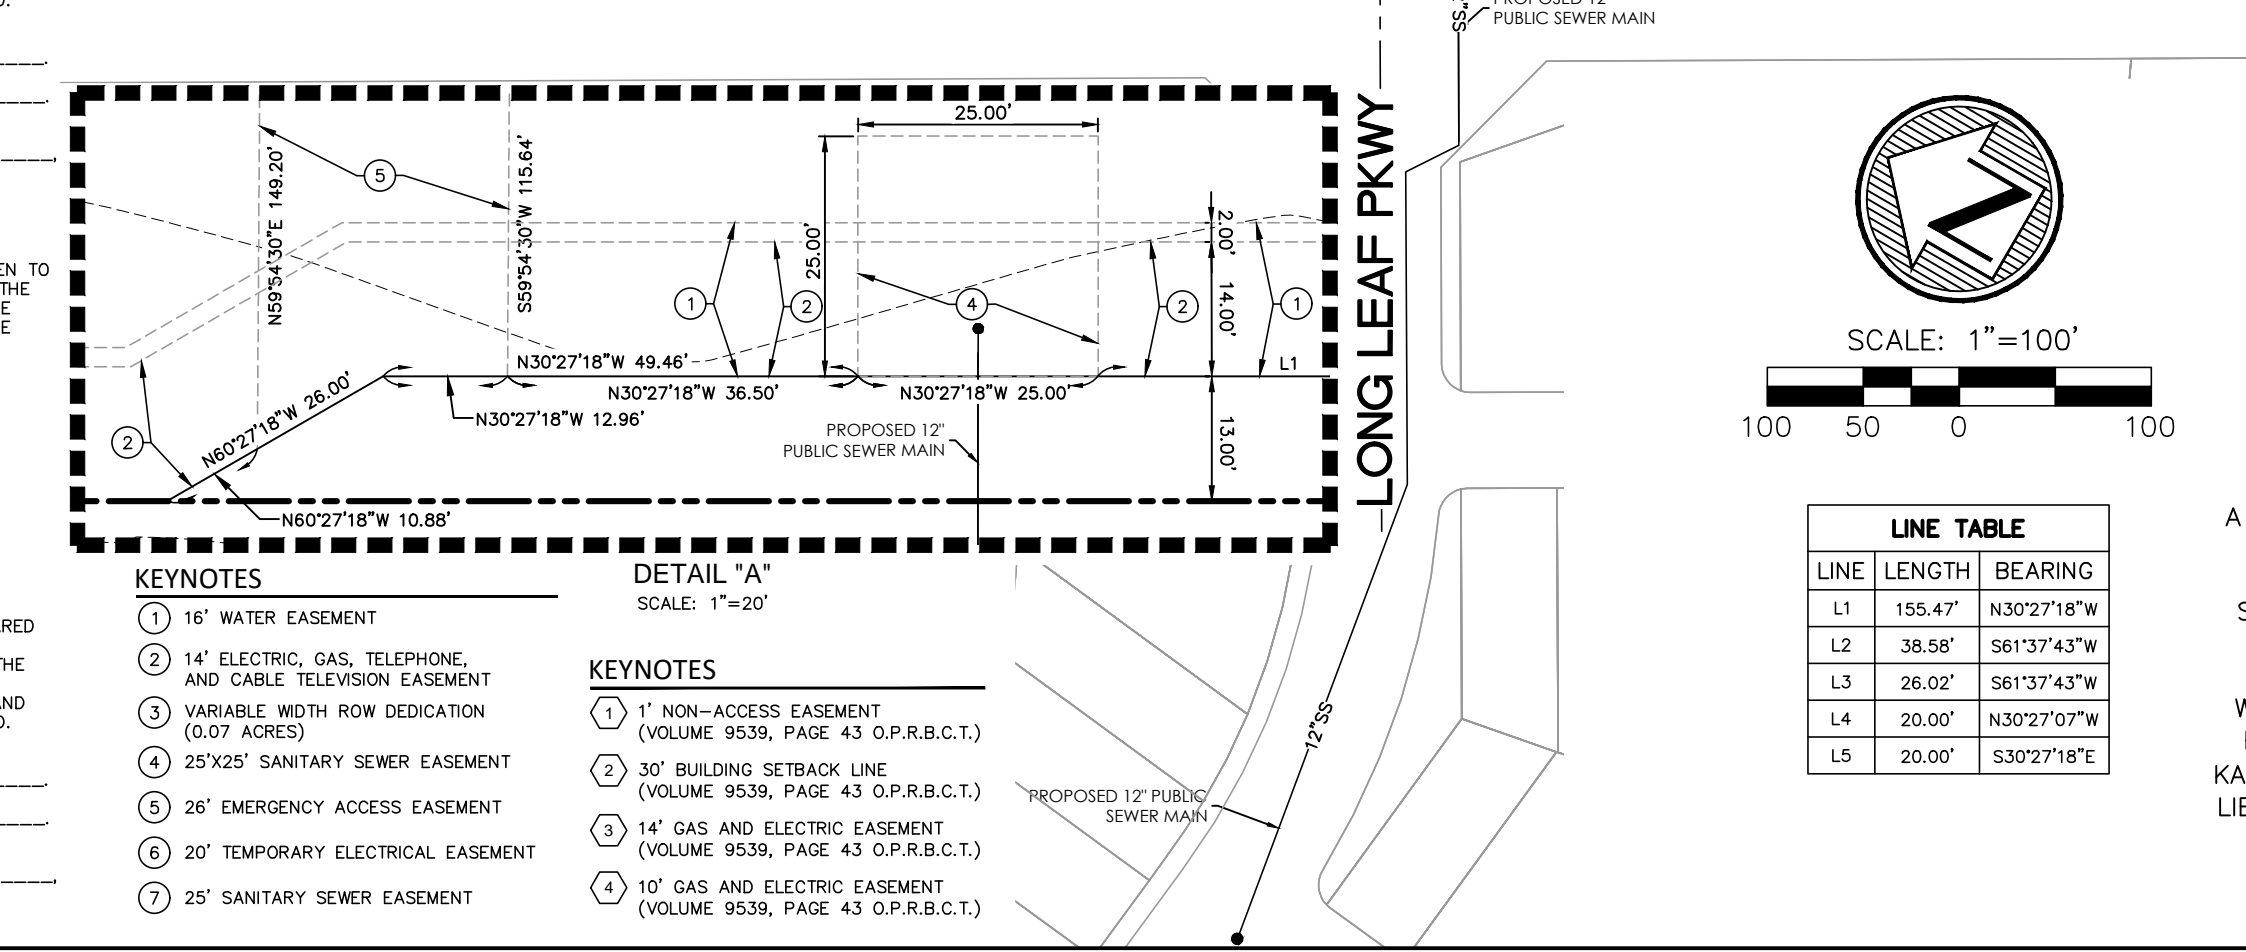 PROPOSED 12"
PUBLIC SEWER MAIN
25.00'
N59°54'30"E 149.20'
S59°54'30"W 115.64'
5
25.00'
2.00'
14.00'
13.00'
1
2
4
2
1
2
N30°27'18"W 49.46'
L1
N30°27'18"W 36.50'
N30°27'18"W 25.00'
N30°27'18"W 12.96'
N60°27'18"W 26.00'
N60°27'18"W 10.88'
PROPOSED 12"
PUBLIC SEWER MAIN
LONG LEAF PKWY
EN TO
THE
E
E
DETAIL "A"
SCALE: 1"=20'
KEYNOTES
1 16' WATER EASEMENT
2 14' ELECTRIC, GAS, TELEPHONE,
AND CABLE TELEVISION EASEMENT
3 VARIABLE WIDTH ROW DEDICATION
(0.07 ACRES)
4 25'X25' SANITARY SEWER EASEMENT
5 26' EMERGENCY ACCESS EASEMENT
6 20' TEMPORARY ELECTRICAL EASEMENT
7 25' SANITARY SEWER EASEMENT
KEYNOTES
1 1' NON-ACCESS EASEMENT
(VOLUME 9539, PAGE 43 O.P.R.B.C.T.)
2 30' BUILDING SETBACK LINE
(VOLUME 9539, PAGE 43 O.P.R.B.C.T.)
3 14' GAS AND ELECTRIC EASEMENT
(VOLUME 9539, PAGE 43 O.P.R.B.C.T.)
4 10' GAS AND ELECTRIC EASEMENT
(VOLUME 9539, PAGE 43 O.P.R.B.C.T.)
12"SS
PROPOSED 12" PUBLIC
SEWER MAIN
N
SCALE: 1"=100'
100 50 0 100
LINE TABLE
LINE LENGTH BEARING
L1 155.47' N30°27'18"W
L2 38.58' S61°37'43"W
L3 26.02' S61°37'43"W
L4 20.00' N30°27'07"W
L5 20.00' S30°27'18"E
A
KA
LIE